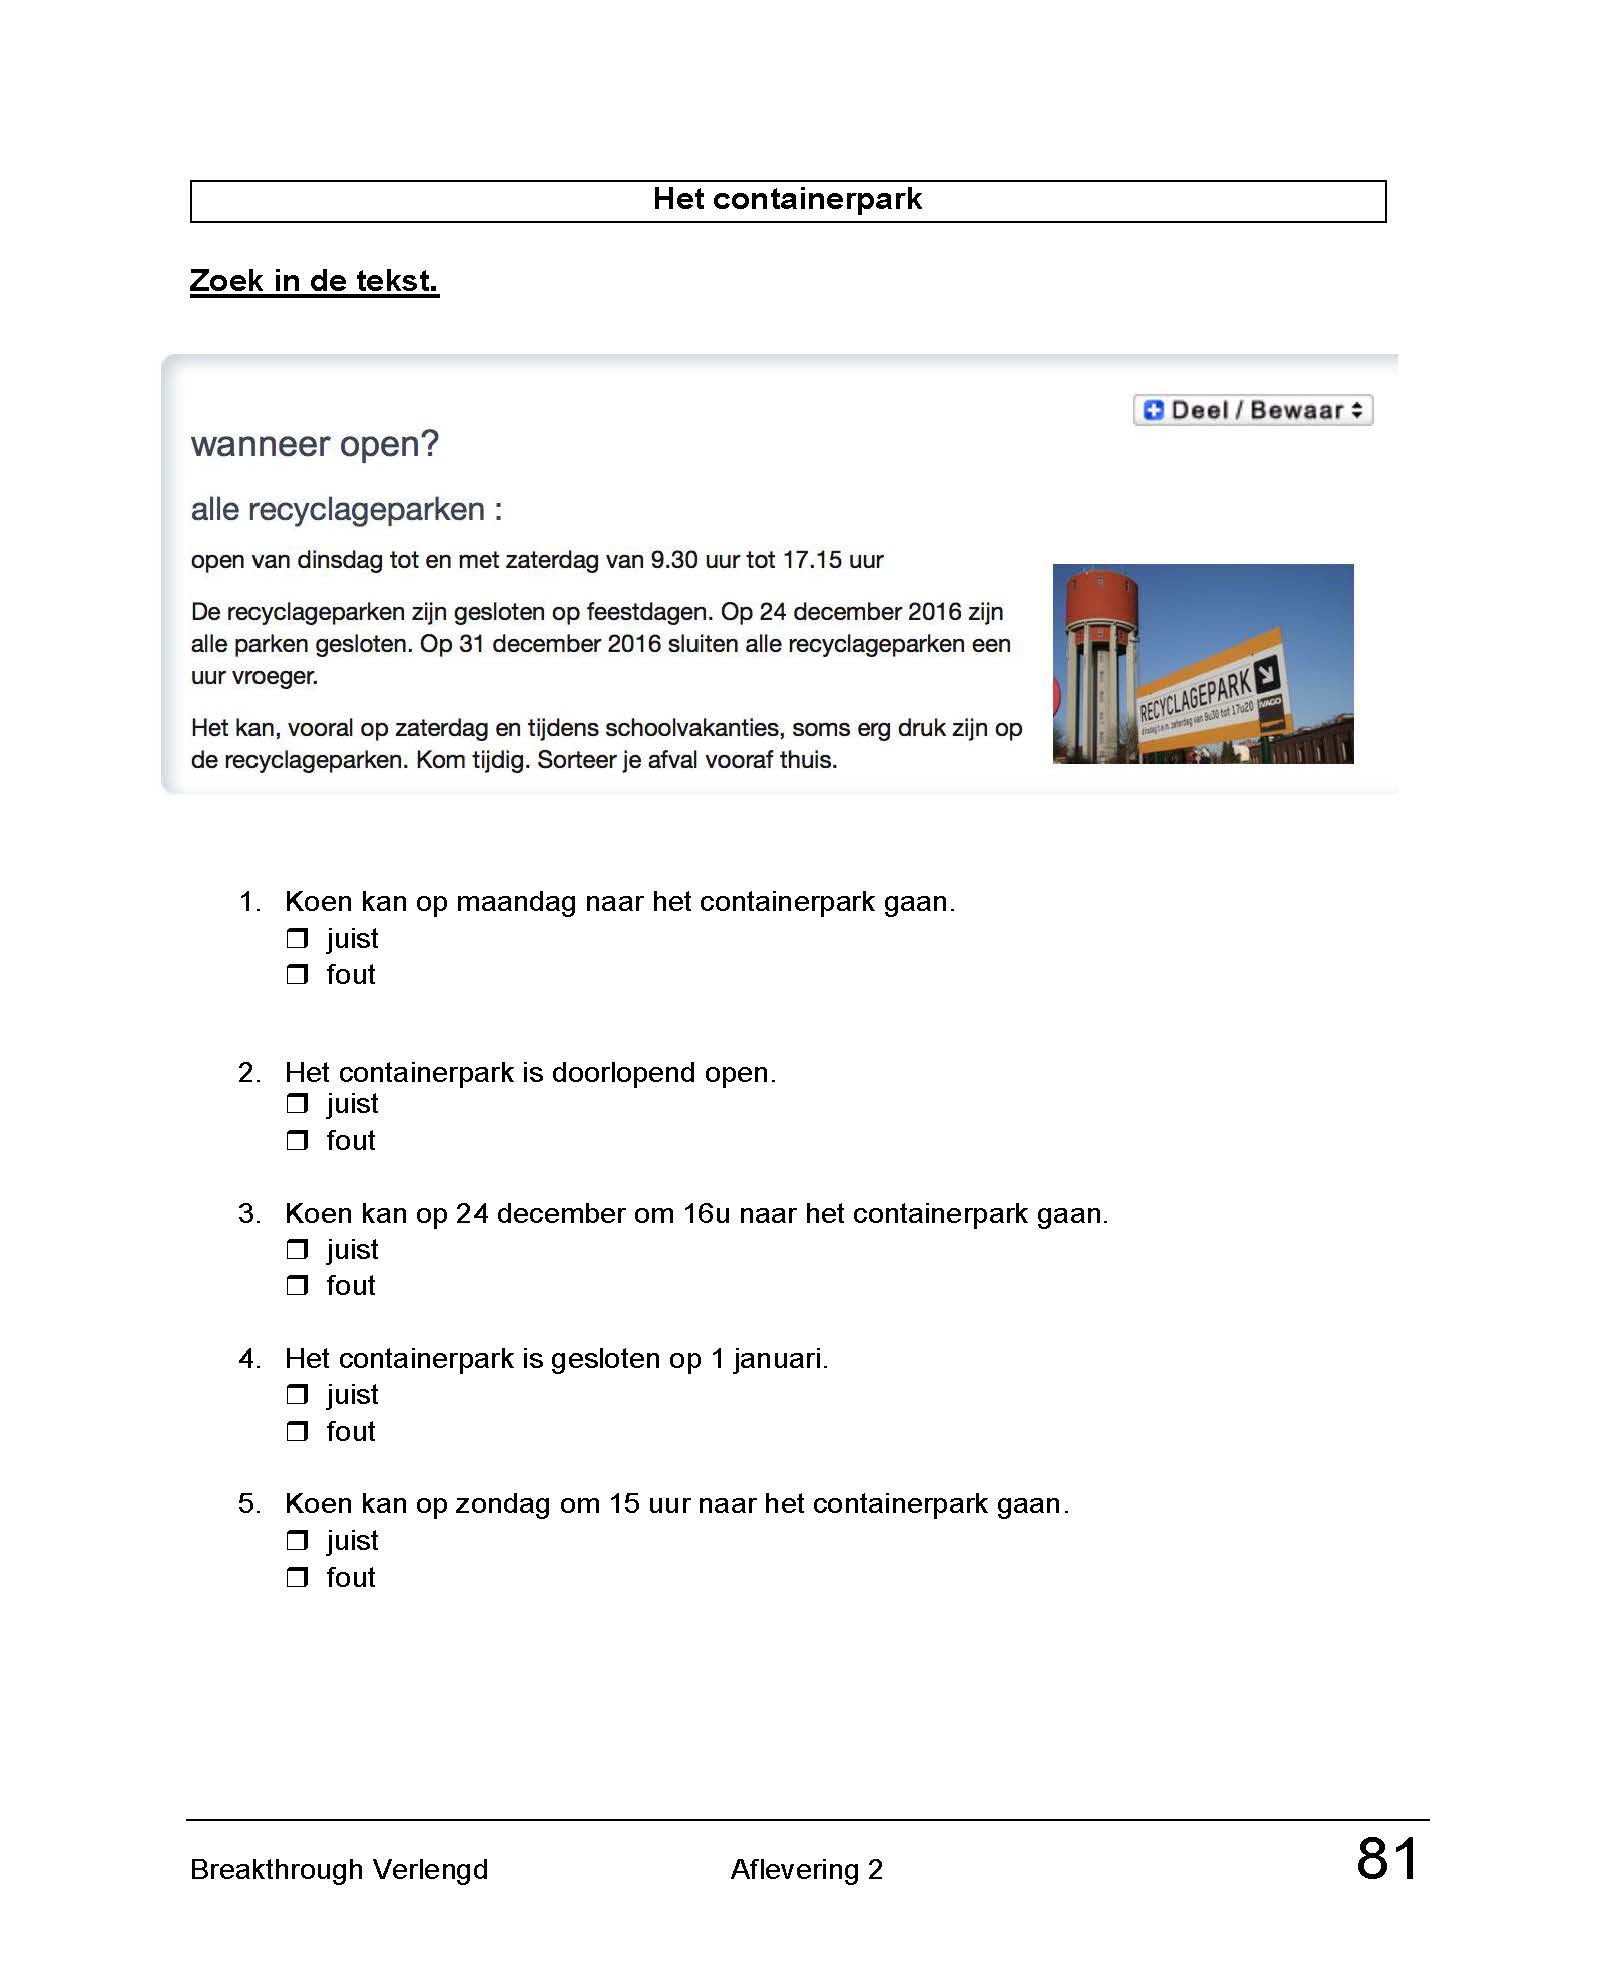 Het containerpark
Zoek in de tekst.
Deel / Bewaar
wanneer open?
alle recyclageparken :
open van dinsdag tot en met zaterdag van 9.30 uur tot 17.15 uur
De recyclageparken zijn gesloten op feestdagen. Op 24 december 2016 zijn
alle parken gesloten. Op 31 december 2016 sluiten alle recyclageparken een
uur vroeger.
Het kan, vooral op zaterdag en tijdens schoolvakanties, soms erg druk zijn op
de recyclageparken. Kom tijdig. Sorteer je afval vooraf thuis.
RECYCLAGEPARK
dinsdag t.e.m. zaterdag van 9u30 tot 17u20
IVAGO
1. Koen kan op maandag naar het containerpark gaan.
❒ juist
❒ fout
2. Het containerpark is doorlopend open.
❒ juist
❒ fout
3. Koen kan op 24 december om 16u naar het containerpark gaan.
❒ juist
❒ fout
4. Het containerpark is gesloten op 1 januari.
❒ juist
❒ fout
5. Koen kan op zondag om 15 uur naar het containerpark gaan.
❒ juist
❒ fout
Breakthrough Verlengd Aflevering 2 81